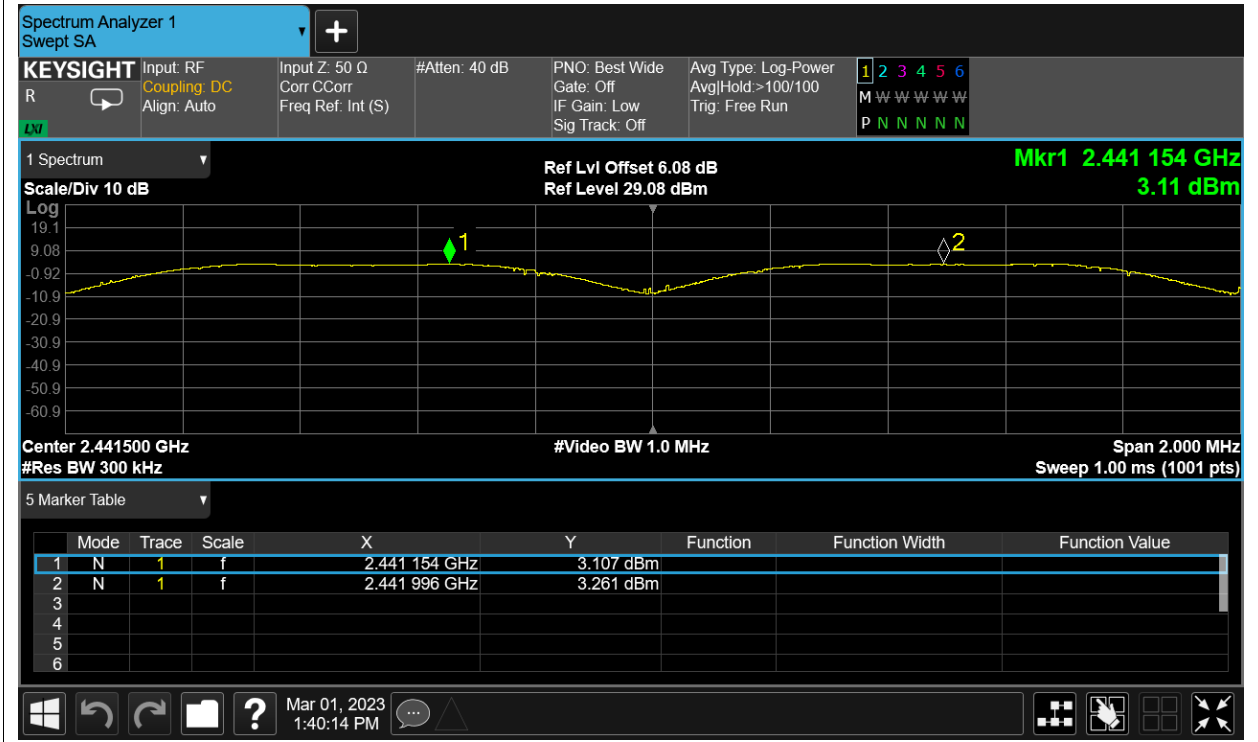 Spectrum Analyzer 1
Swept SA
+
KEYSIGHT
R
LXI
Input: RF
Coupling: DC
Align: Auto
Input Z: 50 Ω
Corr CCorr
Freq Ref: Int (S)
#Atten: 40 dB
PNO: Best Wide
Gate: Off
IF Gain: Low
Sig Track: Off
Avg Type: Log-Power
Avg|Hold:>100/100
Trig: Free Run
1 2 3 4 5 6
M W W W W W
P N N N N N
1 Spectrum
Scale/Div 10 dB
Ref Lvl Offset 6.08 dB
Ref Level 29.08 dBm
Mkr1 2.441 154 GHz
3.11 dBm
Log
19.1
9.08
-0.92
-10.9
-20.9
-30.9
-40.9
-50.9
-60.9
1
2
Center 2.441500 GHz
#Video BW 1.0 MHz
Span 2.000 MHz
#Res BW 300 kHz
Sweep 1.00 ms (1001 pts)
5 Marker Table
Mode Trace Scale X Y Function Function Width Function Value
1 N 1 f 2.441 154 GHz 3.107 dBm
2 N 1 f 2.441 996 GHz 3.261 dBm
3
4
5
6
?
Mar 01, 2023
1:40:14 PM